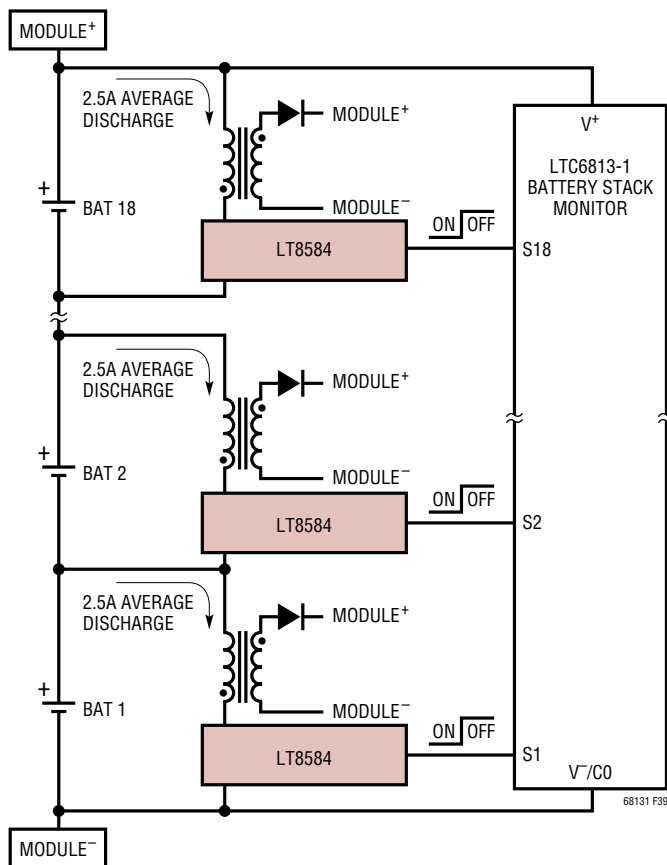 MODULE+
2.5A AVERAGE
DISCHARGE
MODULE+
V+
LTC6813-1
BATTERY STACK
MONITOR
+
BAT 18
MODULE–
ON OFF
LT8584
S18
2.5A AVERAGE
DISCHARGE
MODULE+
+
BAT 2
MODULE–
ON OFF
LT8584
S2
2.5A AVERAGE
DISCHARGE
MODULE+
+
BAT 1
MODULE–
ON OFF
LT8584
S1
V–/C0
68131 F39
MODULE–